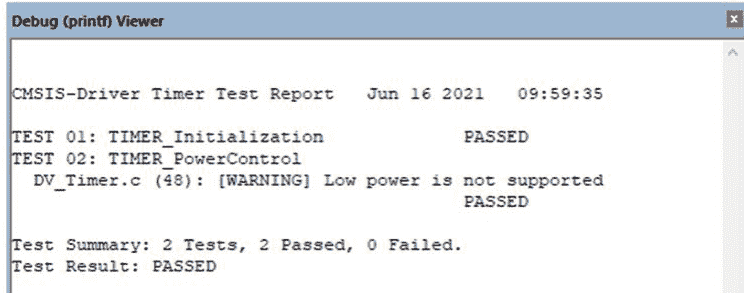 Debug (printf) Viewer
CMSIS-Driver Timer Test Report   Jun 16 2021   09:59:35
TEST 01: TIMER_Initialization             PASSED
TEST 02: TIMER_PowerControl
  DV_Timer.c (48): [WARNING] Low power is not supported
                                          PASSED
Test Summary: 2 Tests, 2 Passed, 0 Failed.
Test Result: PASSED